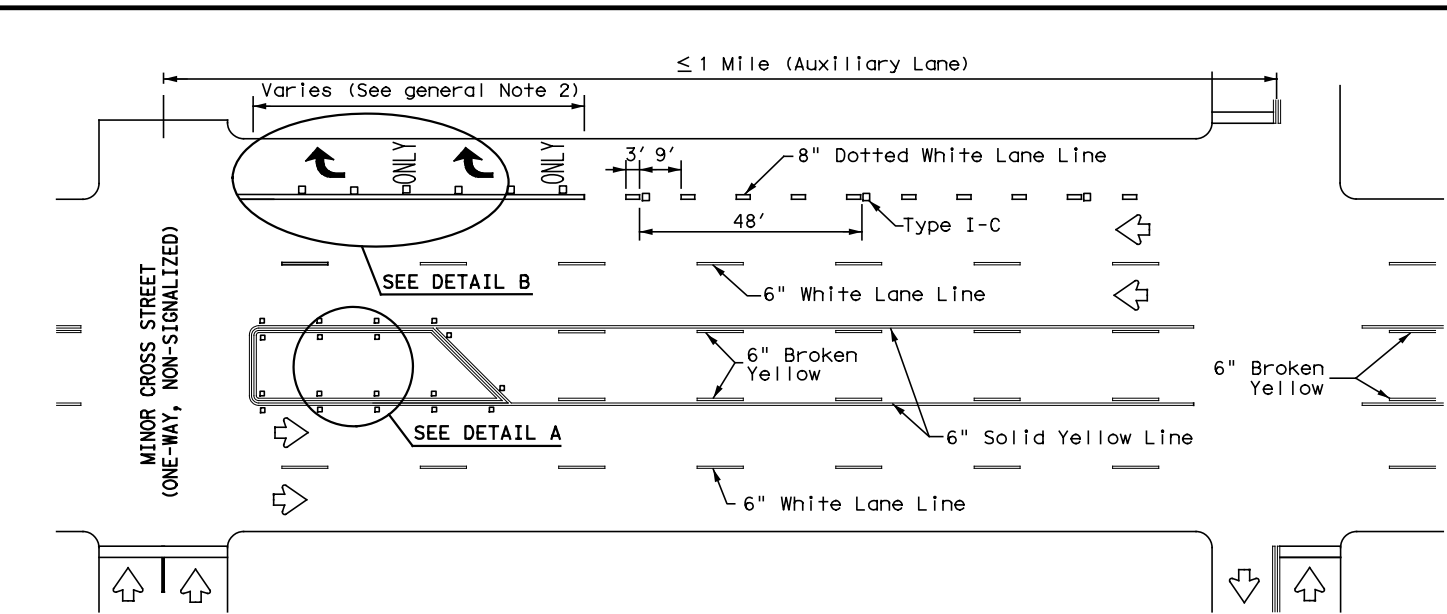 ≤ 1 Mile (Auxiliary Lane)
Varies (See general Note 2)
ONLY
ONLY
3' 9'
8" Dotted White Lane Line
48'
Type I-C
SEE DETAIL B
6" White Lane Line
MINOR CROSS STREET
(ONE-WAY, NON-SIGNALIZED)
6" Broken
Yellow
6" Broken
Yellow
SEE DETAIL A
6" Solid Yellow Line
6" White Lane Line